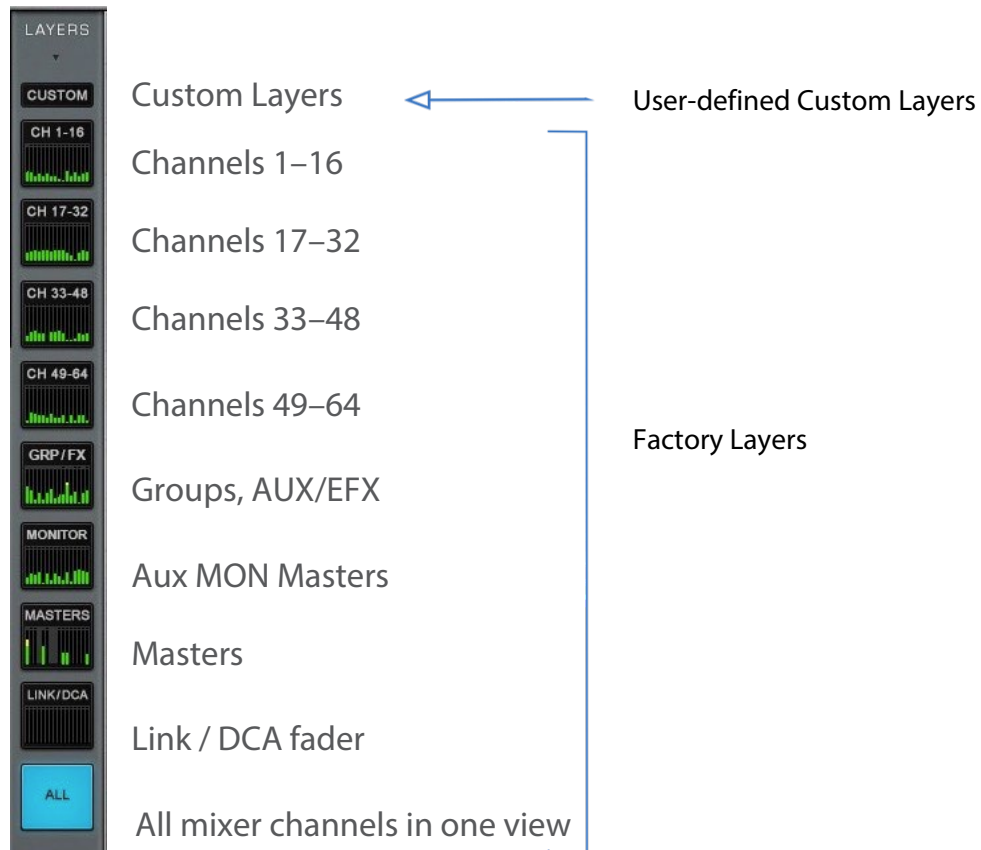 LAYERS
CUSTOM
Custom Layers
User-defined Custom Layers
CH 1-16
Channels 1–16
CH 17-32
Channels 17–32
CH 33-48
Channels 33–48
CH 49-64
Channels 49–64
Factory Layers
GRP/FX
Groups, AUX/EFX
MONITOR
Aux MON Masters
MASTERS
Masters
LINK/DCA
Link / DCA fader
ALL
All mixer channels in one view